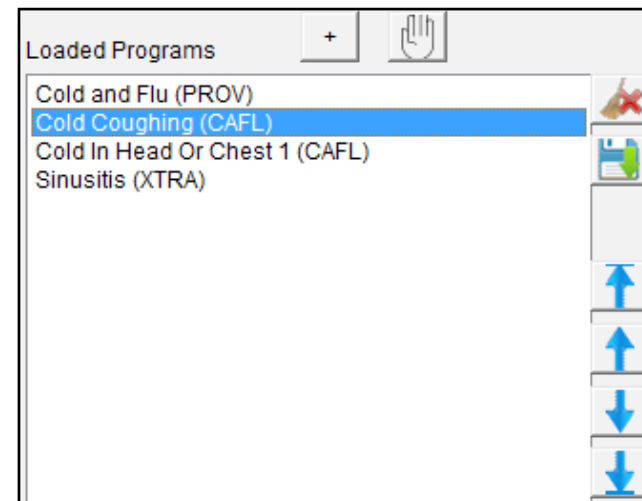 Loaded Programs +
Cold and Flu (PROV)
Cold Coughing (CAFL)
Cold In Head Or Chest 1 (CAFL)
Sinusitis (XTRA)